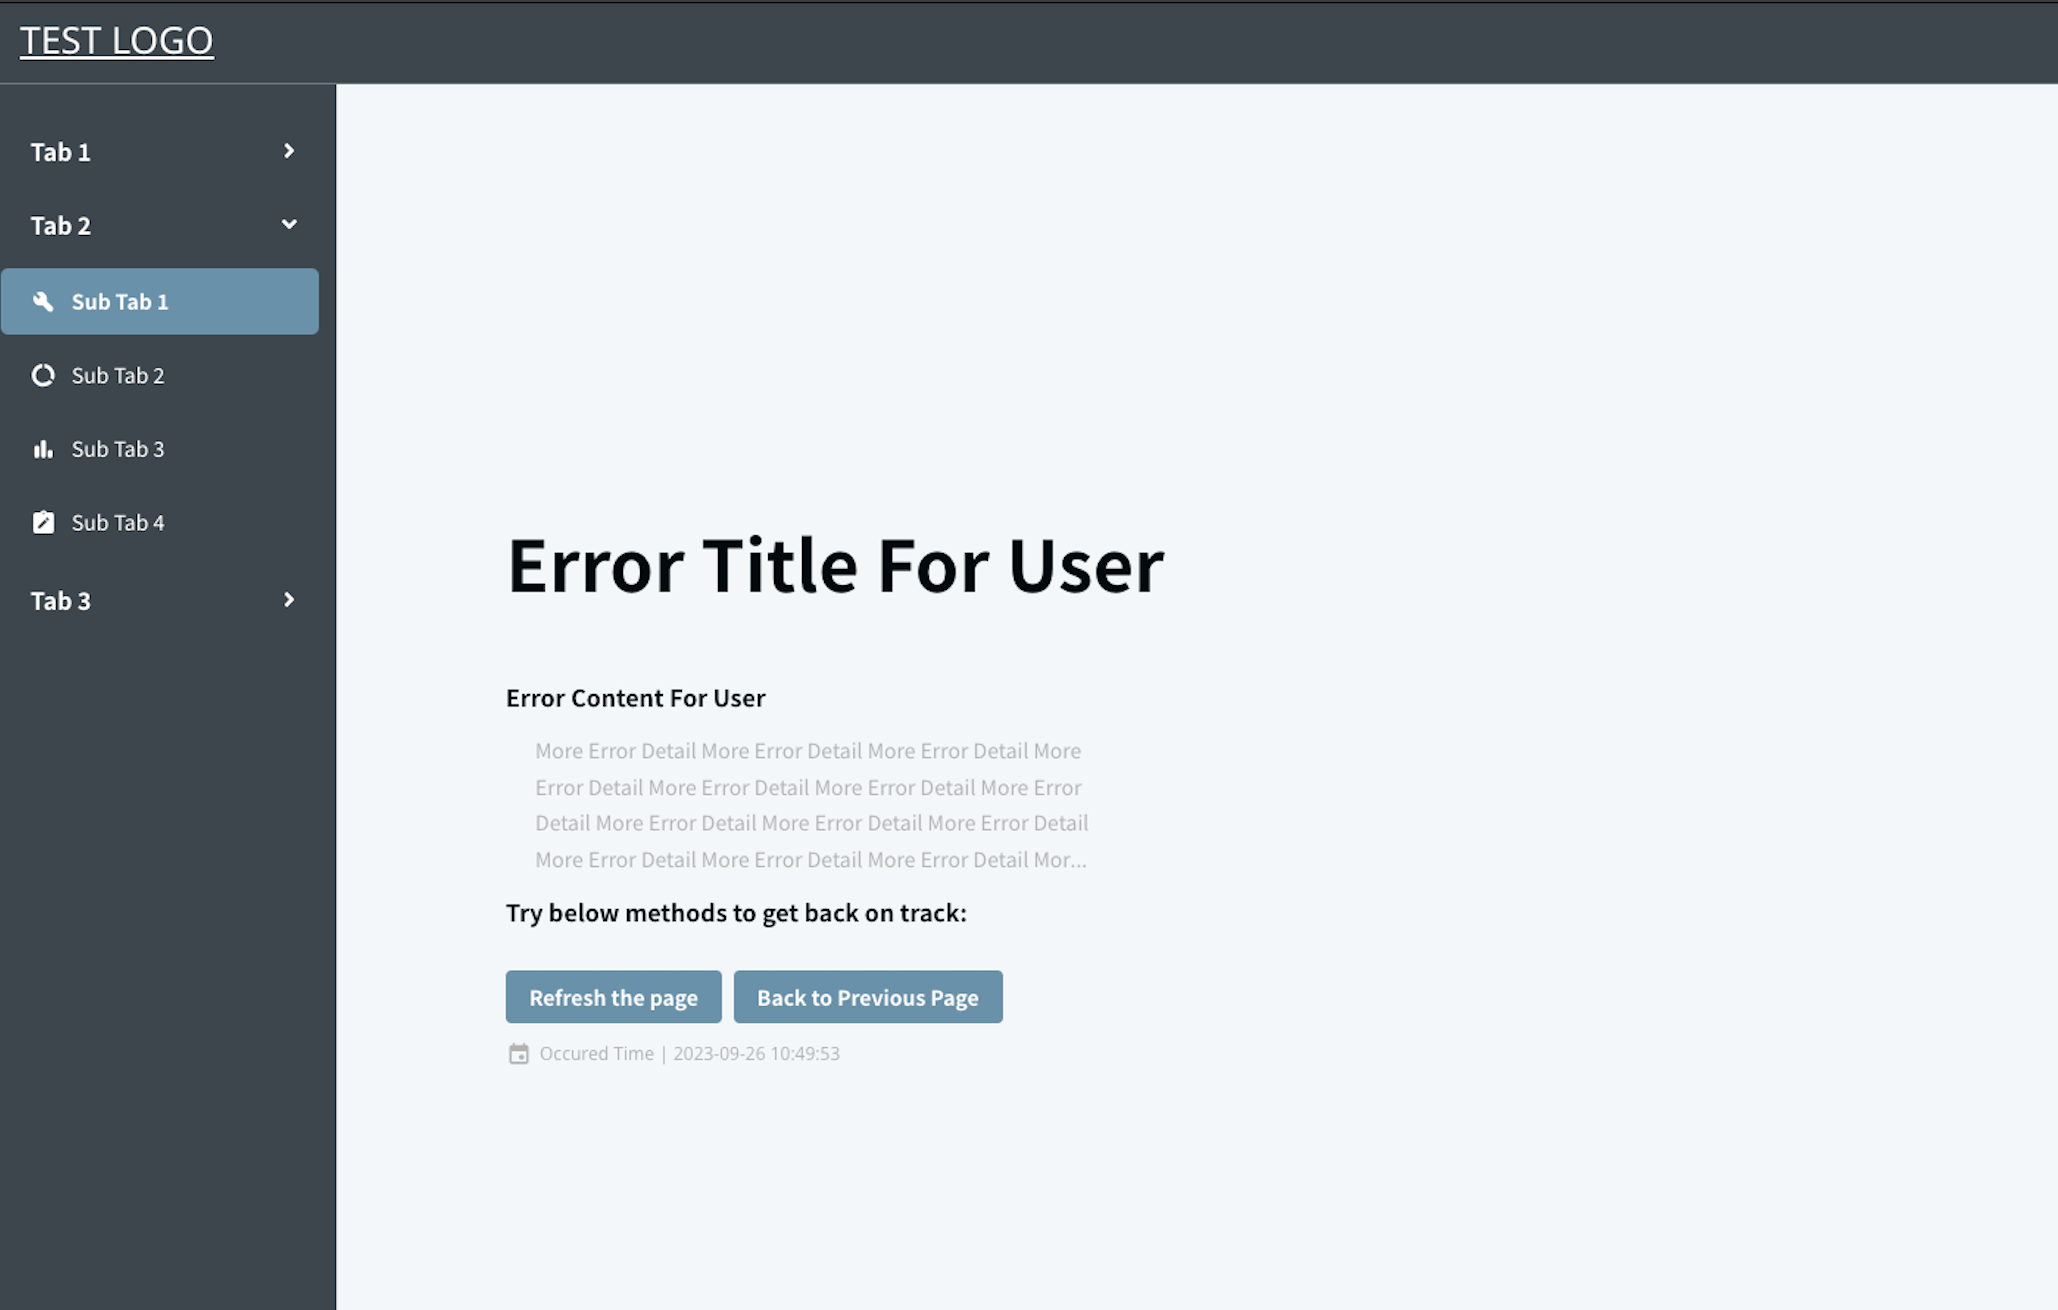 TEST LOGO
Tab 1
Tab 2
Sub Tab 1
Sub Tab 2
Sub Tab 3
Sub Tab 4
Tab 3
Error Title For User
Error Content For User
More Error Detail More Error Detail More Error Detail More
Error Detail More Error Detail More Error Detail More Error
Detail More Error Detail More Error Detail More Error Detail
More Error Detail More Error Detail More Error Detail Mor...
Try below methods to get back on track:
Refresh the page
Back to Previous Page
Occured Time | 2023-09-26 10:49:53